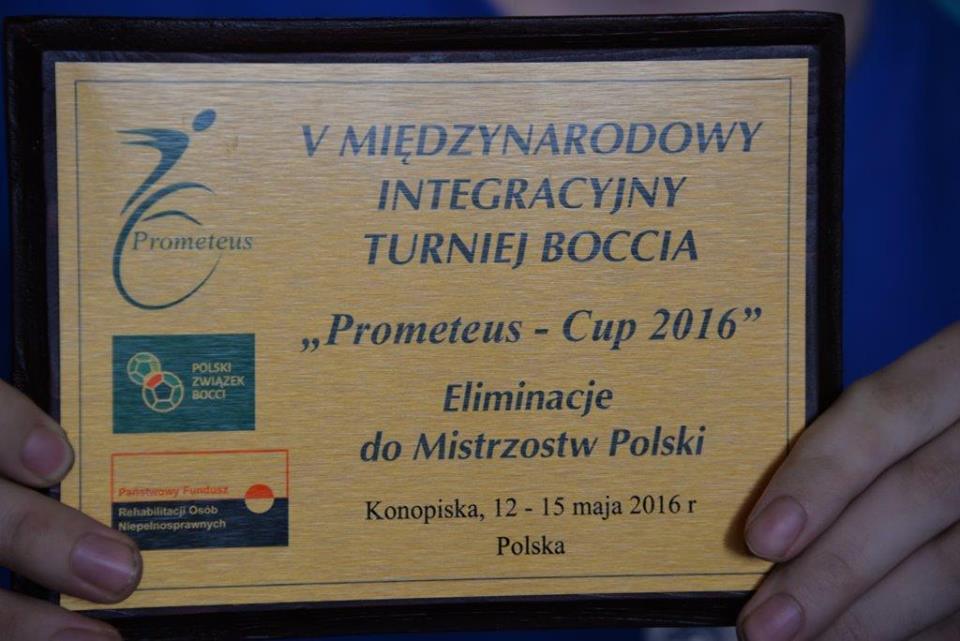 Prometeus
POLSKI
ZWIĄZEK
BOCCI
Państwowy Fundusz
Rehabilitacji Osób
Niepełnosprawnych
V MIĘDZYNARODOWY
INTEGRACYJNY
TURNIEJ BOCCIA
„Prometeus - Cup 2016”
Eliminacje
do Mistrzostw Polski
Konopiska, 12 - 15 maja 2016 r
Polska